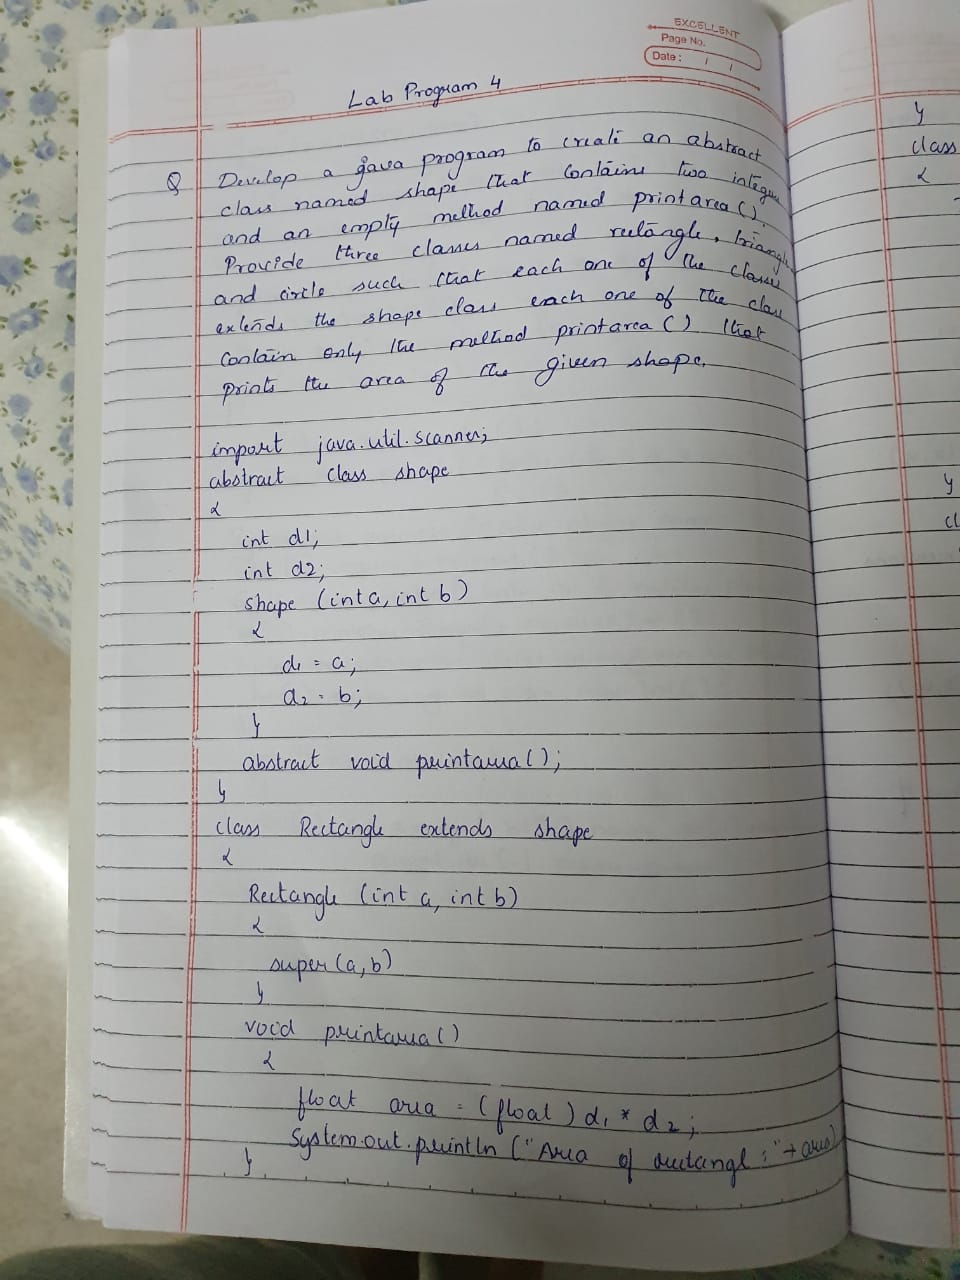 EXCELLENT
Page No.
Date : / /
Lab Program 4
Q Develop a java program to create an abstract
class named shape that contains two integers
and an empty method named printarea().
Provide three classes named rectangle, triangle
and circle such that each one of the classes
extends the shape class each one of the class
contain only the method printarea() that
prints the area of the given shape.
import java.util.scanner;
abstract class shape
{
int d1;
int d2;
shape (int a, int b)
{
d1 = a;
d2 = b;
}
abstract void printarea();
}
class Rectangle extends shape
{
Rectangle (int a, int b)
{
super(a,b)
}
void printarea()
{
float area = (float) d1 * d2;
System.out.println ("Area of rectangl : "+area)
}
}
class
{
}
cl